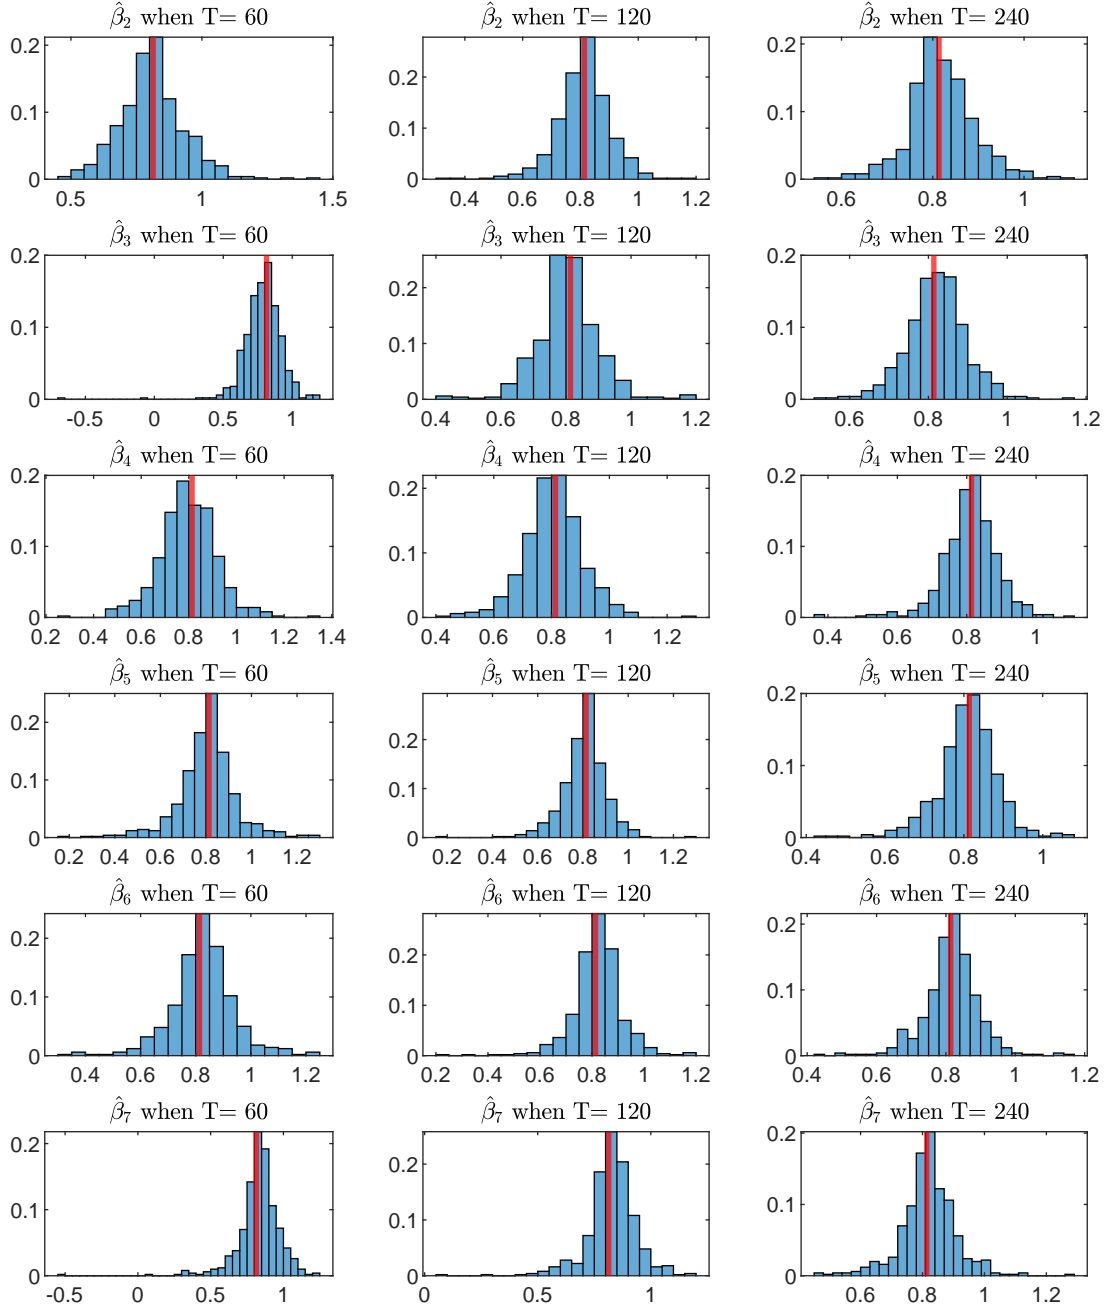 β̂₂ when T= 60 β̂₂ when T= 120 β̂₂ when T= 240
0.2 0.2 0.2
0.1 0.1 0.1
0 0 0
0.5 1 1.5 0.4 0.6 0.8 1 1.2 0.6 0.8 1
β̂₃ when T= 60 β̂₃ when T= 120 β̂₃ when T= 240
0.2 0.2 0.2
0.1 0.1 0.1
0 0 0
-0.5 0 0.5 1 0.4 0.6 0.8 1 1.2 0.6 0.8 1 1.2
β̂₄ when T= 60 β̂₄ when T= 120 β̂₄ when T= 240
0.2 0.2 0.2
0.1 0.1 0.1
0 0 0
0.2 0.4 0.6 0.8 1 1.2 1.4 0.4 0.6 0.8 1 1.2 0.4 0.6 0.8 1
β̂₅ when T= 60 β̂₅ when T= 120 β̂₅ when T= 240
0.2 0.2 0.2
0.1 0.1 0.1
0 0 0
0.2 0.4 0.6 0.8 1 1.2 0.2 0.4 0.6 0.8 1 1.2 0.4 0.6 0.8 1
β̂₆ when T= 60 β̂₆ when T= 120 β̂₆ when T= 240
0.2 0.2 0.2
0.1 0.1 0.1
0 0 0
0.4 0.6 0.8 1 1.2 0.2 0.4 0.6 0.8 1 1.2 0.4 0.6 0.8 1 1.2
β̂₇ when T= 60 β̂₇ when T= 120 β̂₇ when T= 240
0.2 0.2 0.2
0.1 0.1 0.1
0 0 0
-0.5 0 0.5 1 0 0.5 1 0.6 0.8 1 1.2